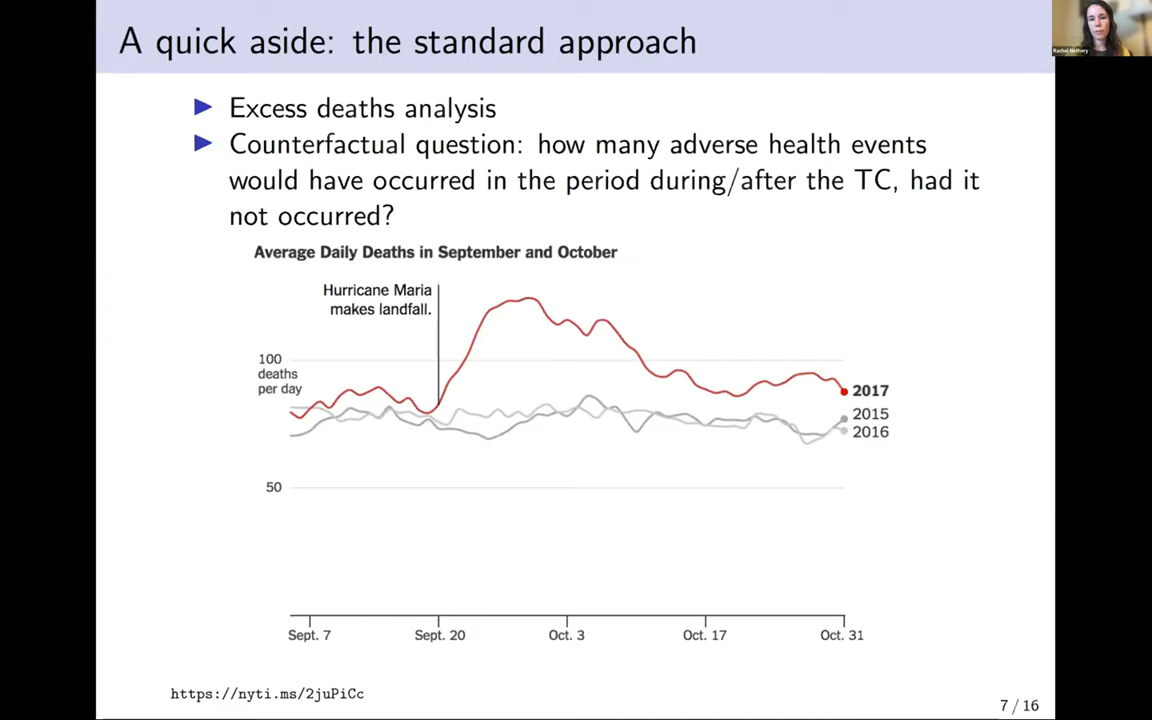 A quick aside: the standard approach
Rachel Nethery
Excess deaths analysis
Counterfactual question: how many adverse health events
would have occurred in the period during/after the TC, had it
not occurred?
Average Daily Deaths in September and October
Hurricane Maria
makes landfall.
100
deaths
per day
2017
2015
2016
50
Sept. 7
Sept. 20
Oct. 3
Oct. 17
Oct. 31
https://nyti.ms/2juPiCc
7 / 16